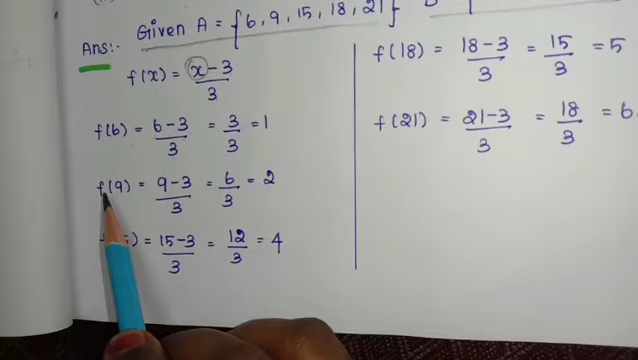 Given A = {6, 9, 15, 18, 21}
Ans:-
f(x) = x-3/3
f(6) = 6-3/3 = 3/3 = 1
f(9) = 9-3/3 = 6/3 = 2
) = 15-3/3 = 12/3 = 4
f(18) = 18-3/3 = 15/3 = 5
f(21) = 21-3/3 = 18/3 = 6.